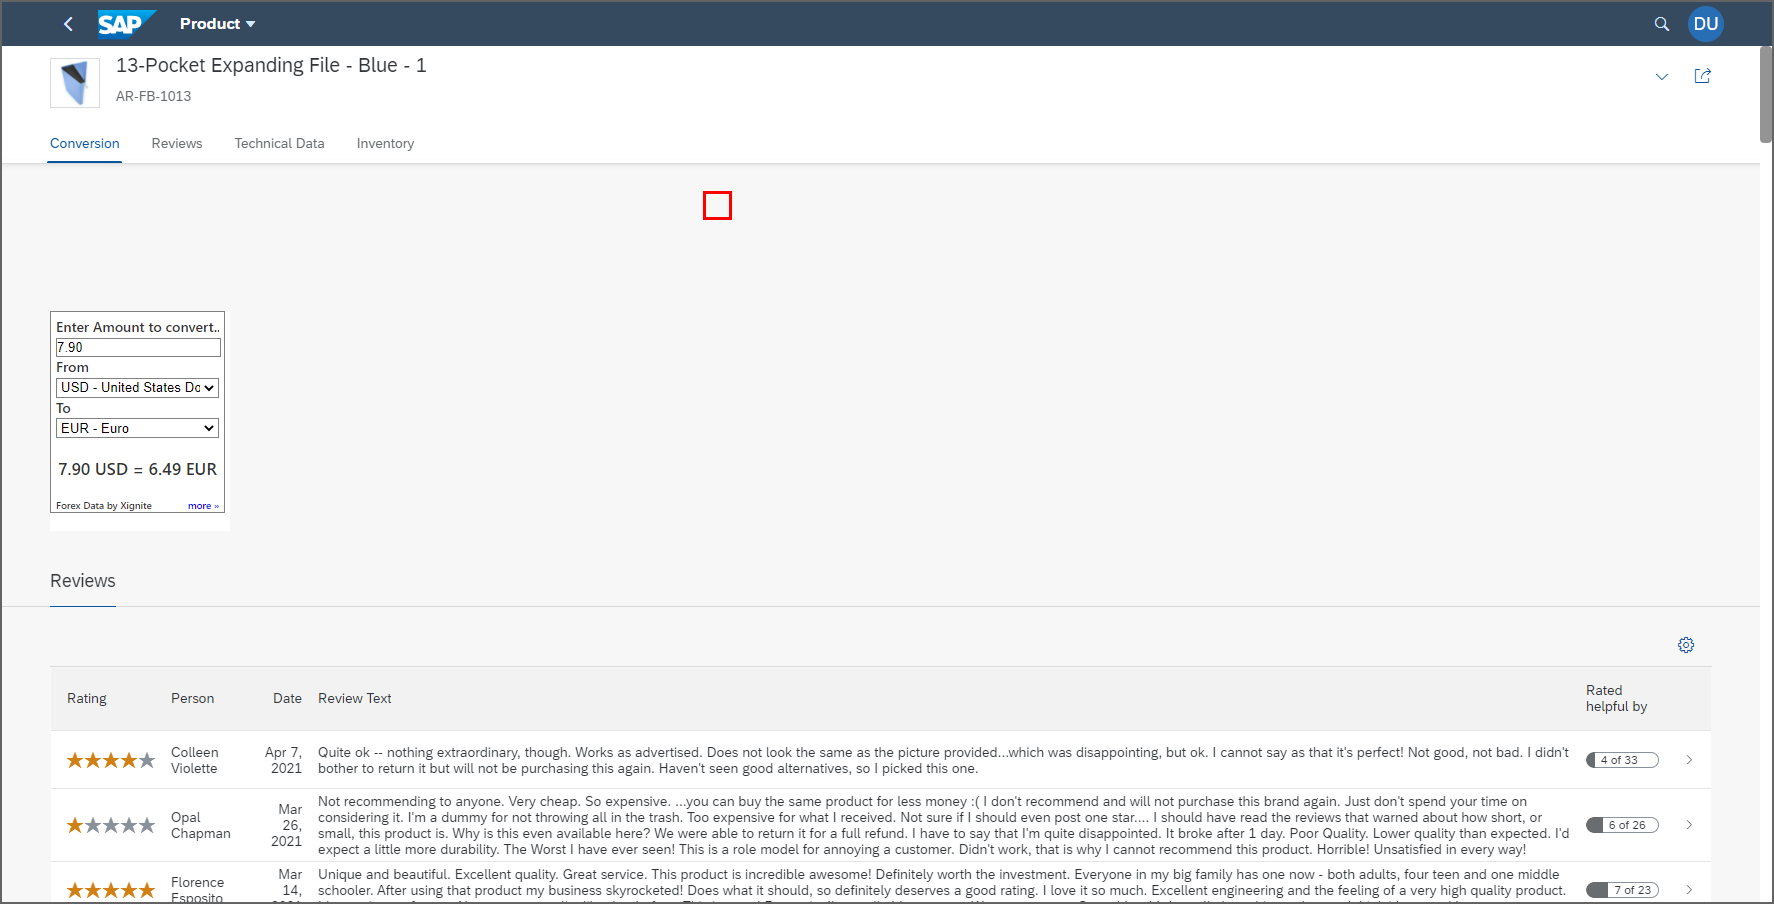 SAP Product DU
13-Pocket Expanding File - Blue - 1
AR-FB-1013
Conversion Reviews Technical Data Inventory
Enter Amount to convert..
7.90
From
USD - United States Do
To
EUR - Euro
7.90 USD = 6.49 EUR
Forex Data by Xignite more »
Reviews
Rating Person Date Review Text Rated helpful by
Colleen Violette
Apr 7, 2021
Quite ok -- nothing extraordinary, though. Works as advertised. Does not look the same as the picture provided...which was disappointing, but ok. I cannot say as that it's perfect! Not good, not bad. I didn't
bother to return it but will not be purchasing this again. Haven't seen good alternatives, so I picked this one.
4 of 33
Opal Chapman
Mar 26, 2021
Not recommending to anyone. Very cheap. So expensive. ...you can buy the same product for less money :( I don't recommend and will not purchase this brand again. Just don't spend your time on
considering it. I'm a dummy for not throwing all in the trash. Too expensive for what I received. Not sure if I should even post one star.... I should have read the reviews that warned about how short, or
small, this product is. Why is this even available here? We were able to return it for a full refund. I have to say that I'm quite disappointed. It broke after 1 day. Poor Quality. Lower quality than expected. I'd
expect a little more durability. The Worst I have ever seen! This is a role model for annoying a customer. Didn't work, that is why I cannot recommend this product. Horrible! Unsatisfied in every way!
6 of 26
Florence Esposito
Mar 14,
Unique and beautiful. Excellent quality. Great service. This product is incredible awesome! Definitely worth the investment. Everyone in my big family has one now - both adults, four teen and one middle
schooler. After using that product my business skyrocketed! Does what it should, so definitely deserves a good rating. I love it so much. Excellent engineering and the feeling of a very high quality product.
7 of 23